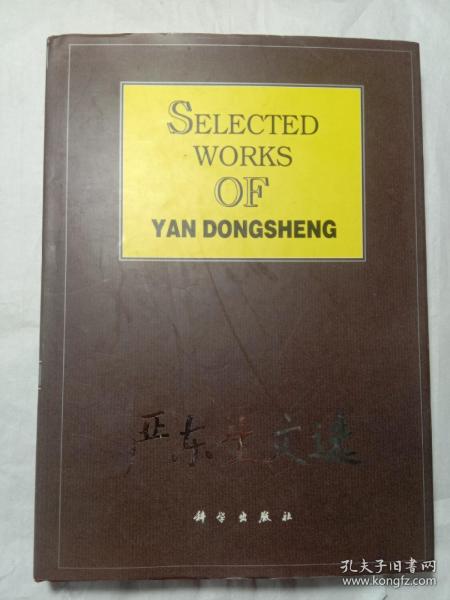 SELECTED
WORKS
OF
YAN DONGSHENG
严东生文选
科学出版社
孔夫子旧书网
www.kongfz.com